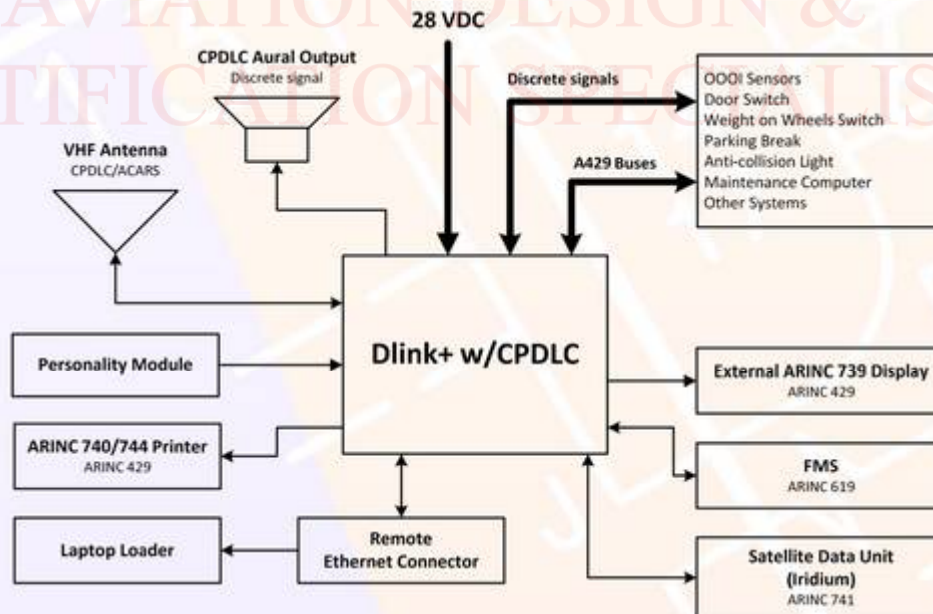 AVIATION DESIGN &
TIFICATION SPECIALIS
28 VDC
CPDLC Aural Output
Discrete signal
Discrete signals
OOOI Sensors
Door Switch
Weight on Wheels Switch
Parking Break
Anti-collision Light
Maintenance Computer
Other Systems
A429 Buses
VHF Antenna
CPDLC/ACARS
Dlink+ w/CPDLC
Personality Module
External ARINC 739 Display
ARINC 429
ARINC 740/744 Printer
ARINC 429
FMS
ARINC 619
Laptop Loader
Remote
Ethernet Connector
Satellite Data Unit
(Iridium)
ARINC 741